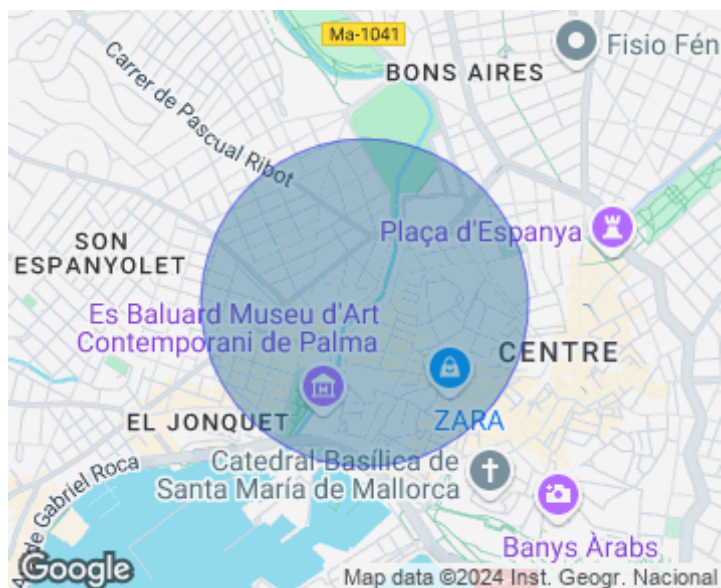 Ma-1041
Fisio Fén
BONS AIRES
Carrer de Pascual Ribot
Plaça d'Espanya
SON
ESPANYOLET
Es Baluard Museu d'Art
Contemporani de Palma
CENTRE
EL JONQUET
ZARA
Catedral-Basílica de
Santa María de Mallorca
de Gabriel Roca
Banys Àrabs
Google
Map data ©2024 Inst. Geogr. Nacional